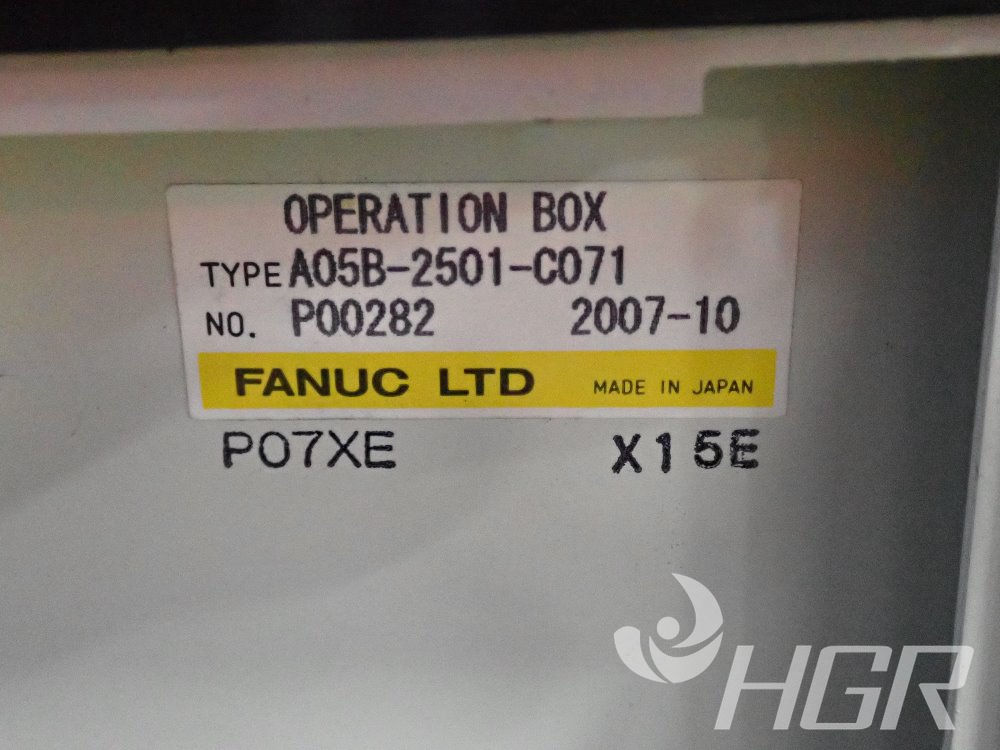 OPERATION BOX
TYPE A05B-2501-C071
NO. P00282 2007-10
FANUC LTD MADE IN JAPAN
P07XE X15E
HGR